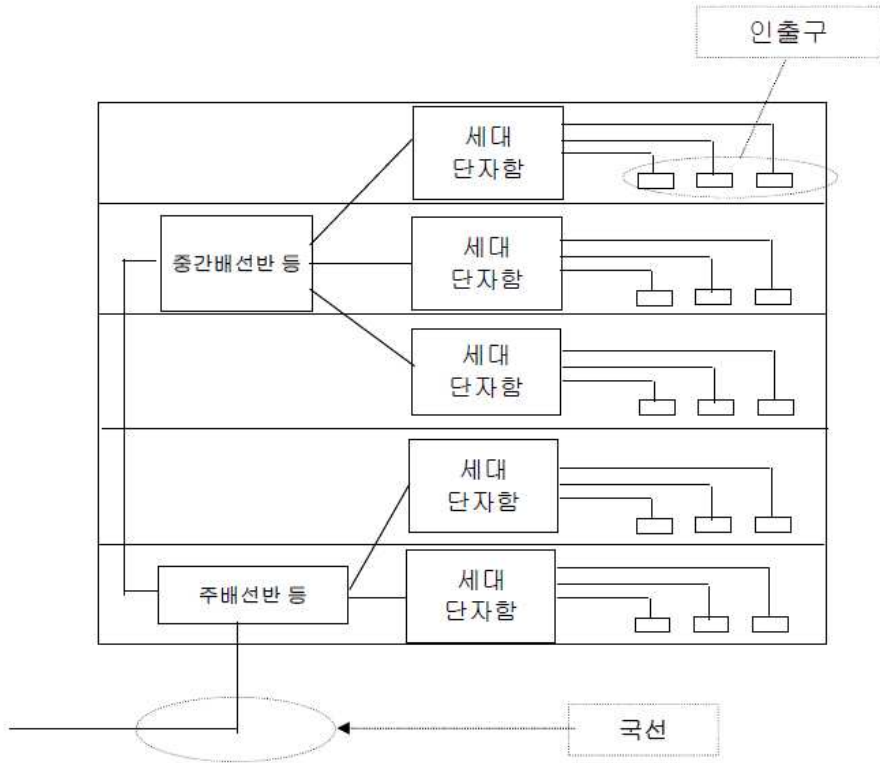 인출구
세대
단자함
중간배선반 등
세대
단자함
세대
단자함
세대
단자함
주배선반 등
세대
단자함
국선